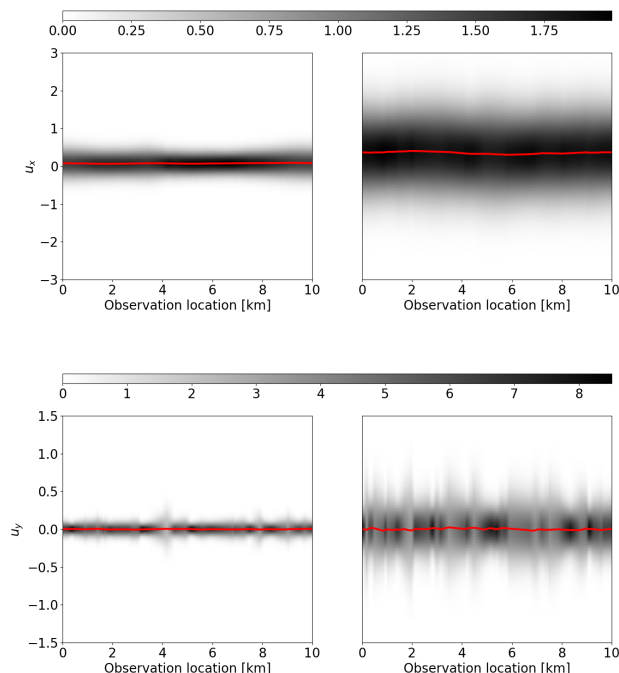 0.00 0.25 0.50 0.75 1.00 1.25 1.50 1.75
3
2
1
0
−1
−2
−3
u_x
0 2 4 6 8 10
Observation location [km]
0 2 4 6 8 10
Observation location [km]
0 1 2 3 4 5 6 7 8
1.5
1.0
0.5
0.0
−0.5
−1.0
−1.5
u_y
0 2 4 6 8 10
Observation location [km]
0 2 4 6 8 10
Observation location [km]